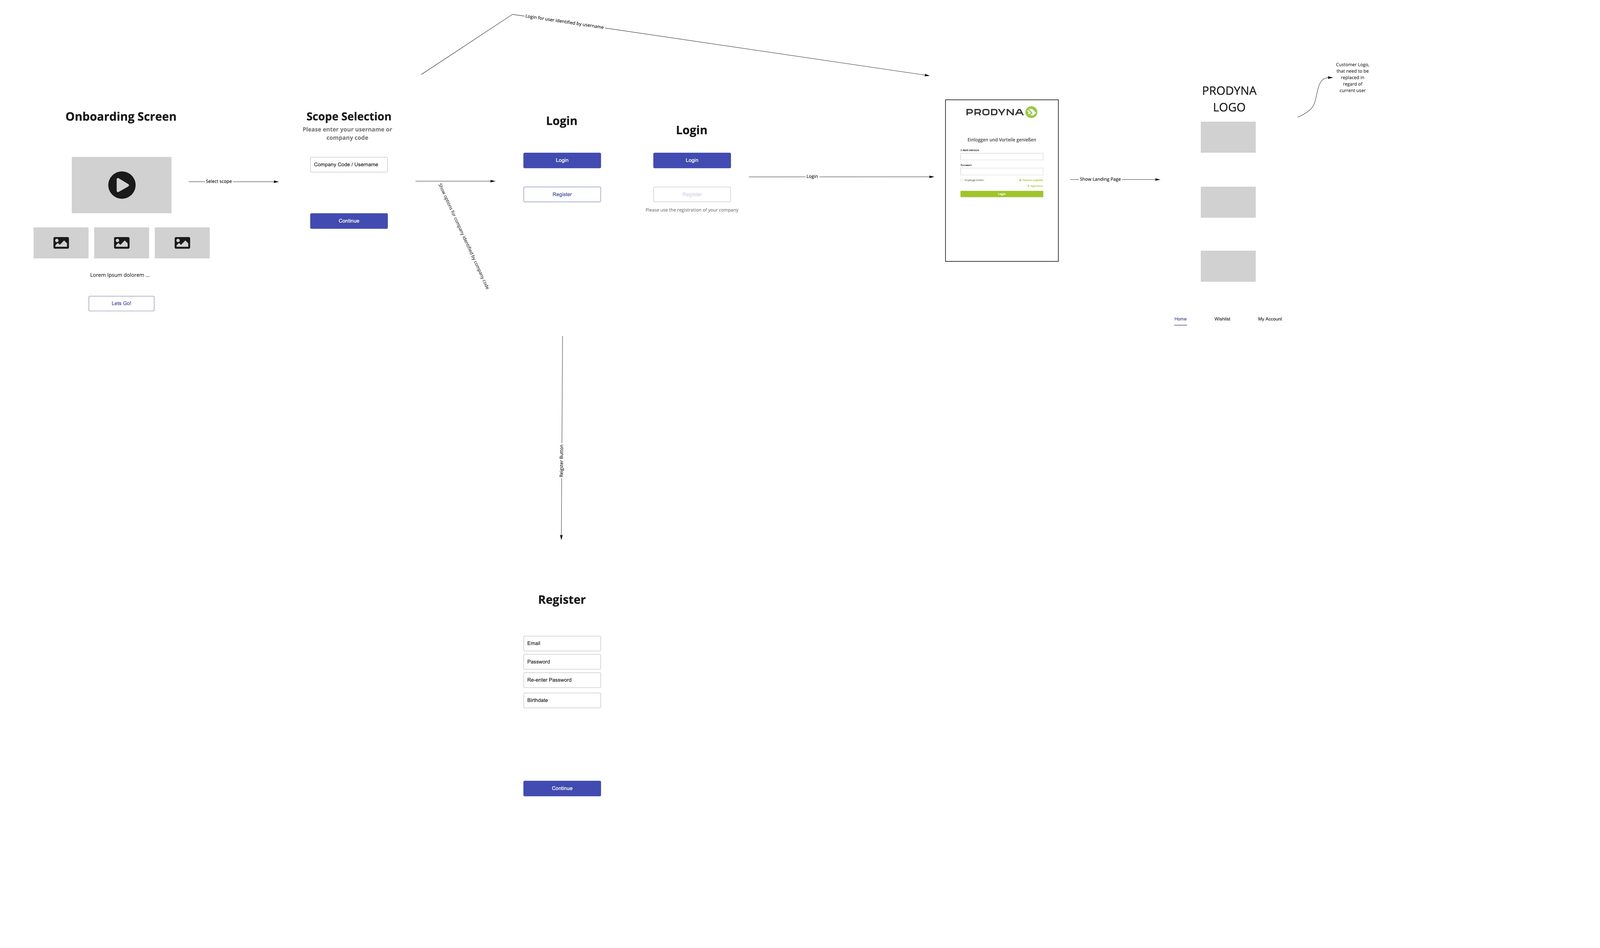 Login for user identified by username
Customer Logo,
that need to be
replaced in
regard of
current user
Onboarding Screen
Lorem Ipsum dolorem ...
Lets Go!
Select scope
Scope Selection
Please enter your username or
company code
Company Code / Username
Continue
Show options for company identified by company code
Login
Login
Register
Login
Login
Register
Please use the registration of your company
Login
PRODYNA
Einloggen und Vorteile genießen
Login
Show Landing Page
PRODYNA
LOGO
Home
Wishlist
My Account
Register Button
Register
Email
Password
Re-enter Password
Birthdate
Continue